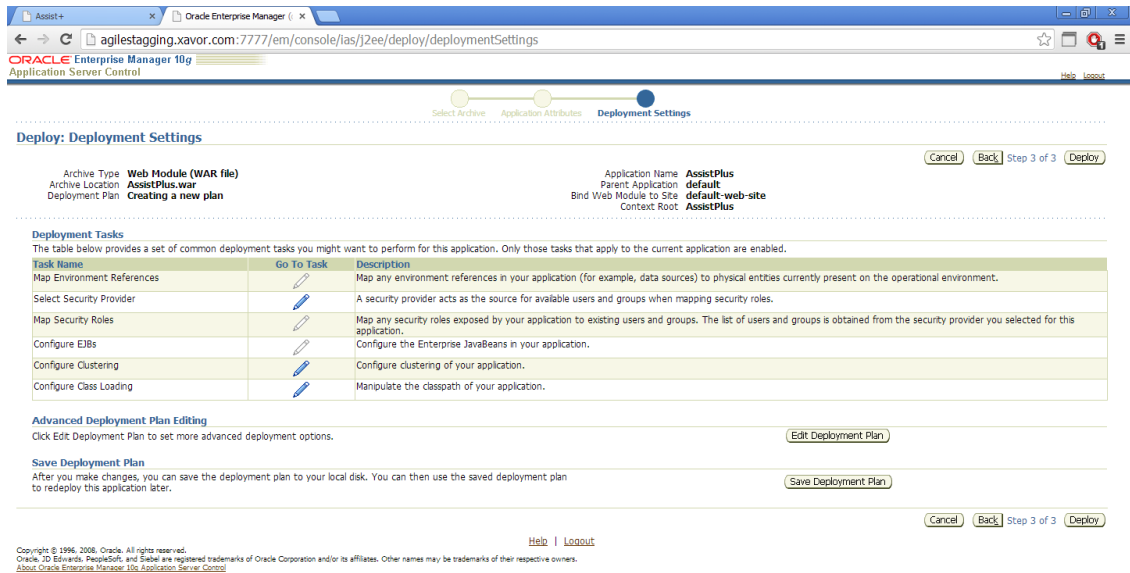 Assist+
Oracle Enterprise Manager (
agilestagging.xavor.com:7777/em/console/ias/j2ee/deploy/deploymentSettings
ORACLE Enterprise Manager 10g
Application Server Control
Help Logout
Select Archive Application Attributes Deployment Settings
Deploy: Deployment Settings
Cancel Back Step 3 of 3 Deploy
Archive Type Web Module (WAR file)
Archive Location AssistPlus.war
Deployment Plan Creating a new plan
Application Name AssistPlus
Parent Application default
Bind Web Module to Site default-web-site
Context Root AssistPlus
Deployment Tasks
The table below provides a set of common deployment tasks you might want to perform for this application. Only those tasks that apply to the current application are enabled.
Task Name Go To Task Description
Map Environment References Map any environment references in your application (for example, data sources) to physical entities currently present on the operational environment.
Select Security Provider A security provider acts as the source for available users and groups when mapping security roles.
Map Security Roles Map any security roles exposed by your application to existing users and groups. The list of users and groups is obtained from the security provider you selected for this
application.
Configure EJBs Configure the Enterprise JavaBeans in your application.
Configure Clustering Configure clustering of your application.
Configure Class Loading Manipulate the classpath of your application.
Advanced Deployment Plan Editing
Click Edit Deployment Plan to set more advanced deployment options.
Edit Deployment Plan
Save Deployment Plan
After you make changes, you can save the deployment plan to your local disk. You can then use the saved deployment plan
to redeploy this application later.
Save Deployment Plan
Cancel Back Step 3 of 3 Deploy
Help | Logout
Copyright © 1996, 2008, Oracle. All rights reserved.
Oracle, JD Edwards, PeopleSoft, and Siebel are registered trademarks of Oracle Corporation and/or its affiliates. Other names may be trademarks of their respective owners.
About Oracle Enterprise Manager 10g Application Server Control